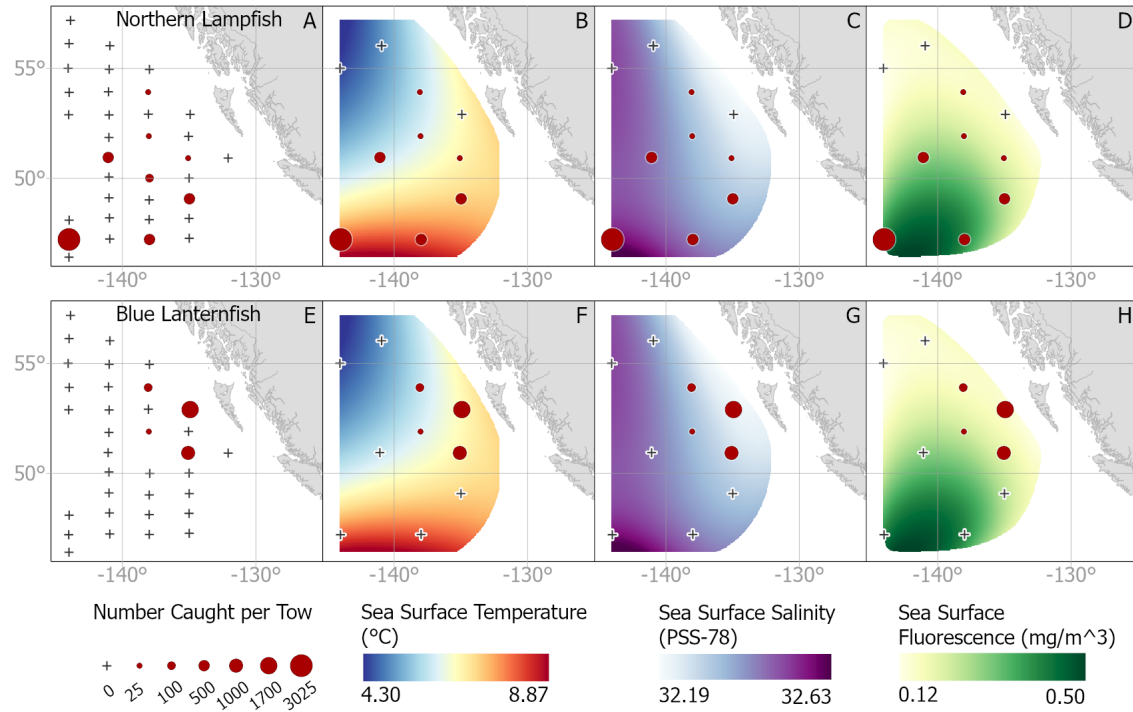 Northern Lampfish A B C D
55°
50°
-140° -130° -140° -130° -140° -130° -140° -130°
Blue Lanternfish E F G H
55°
50°
-140° -130° -140° -130° -140° -130° -140° -130°
Number Caught per Tow
0 25 100 500 1000 1700 3025
Sea Surface Temperature
(°C)
4.30 8.87
Sea Surface Salinity
(PSS-78)
32.19 32.63
Sea Surface
Fluorescence (mg/m^3)
0.12 0.50